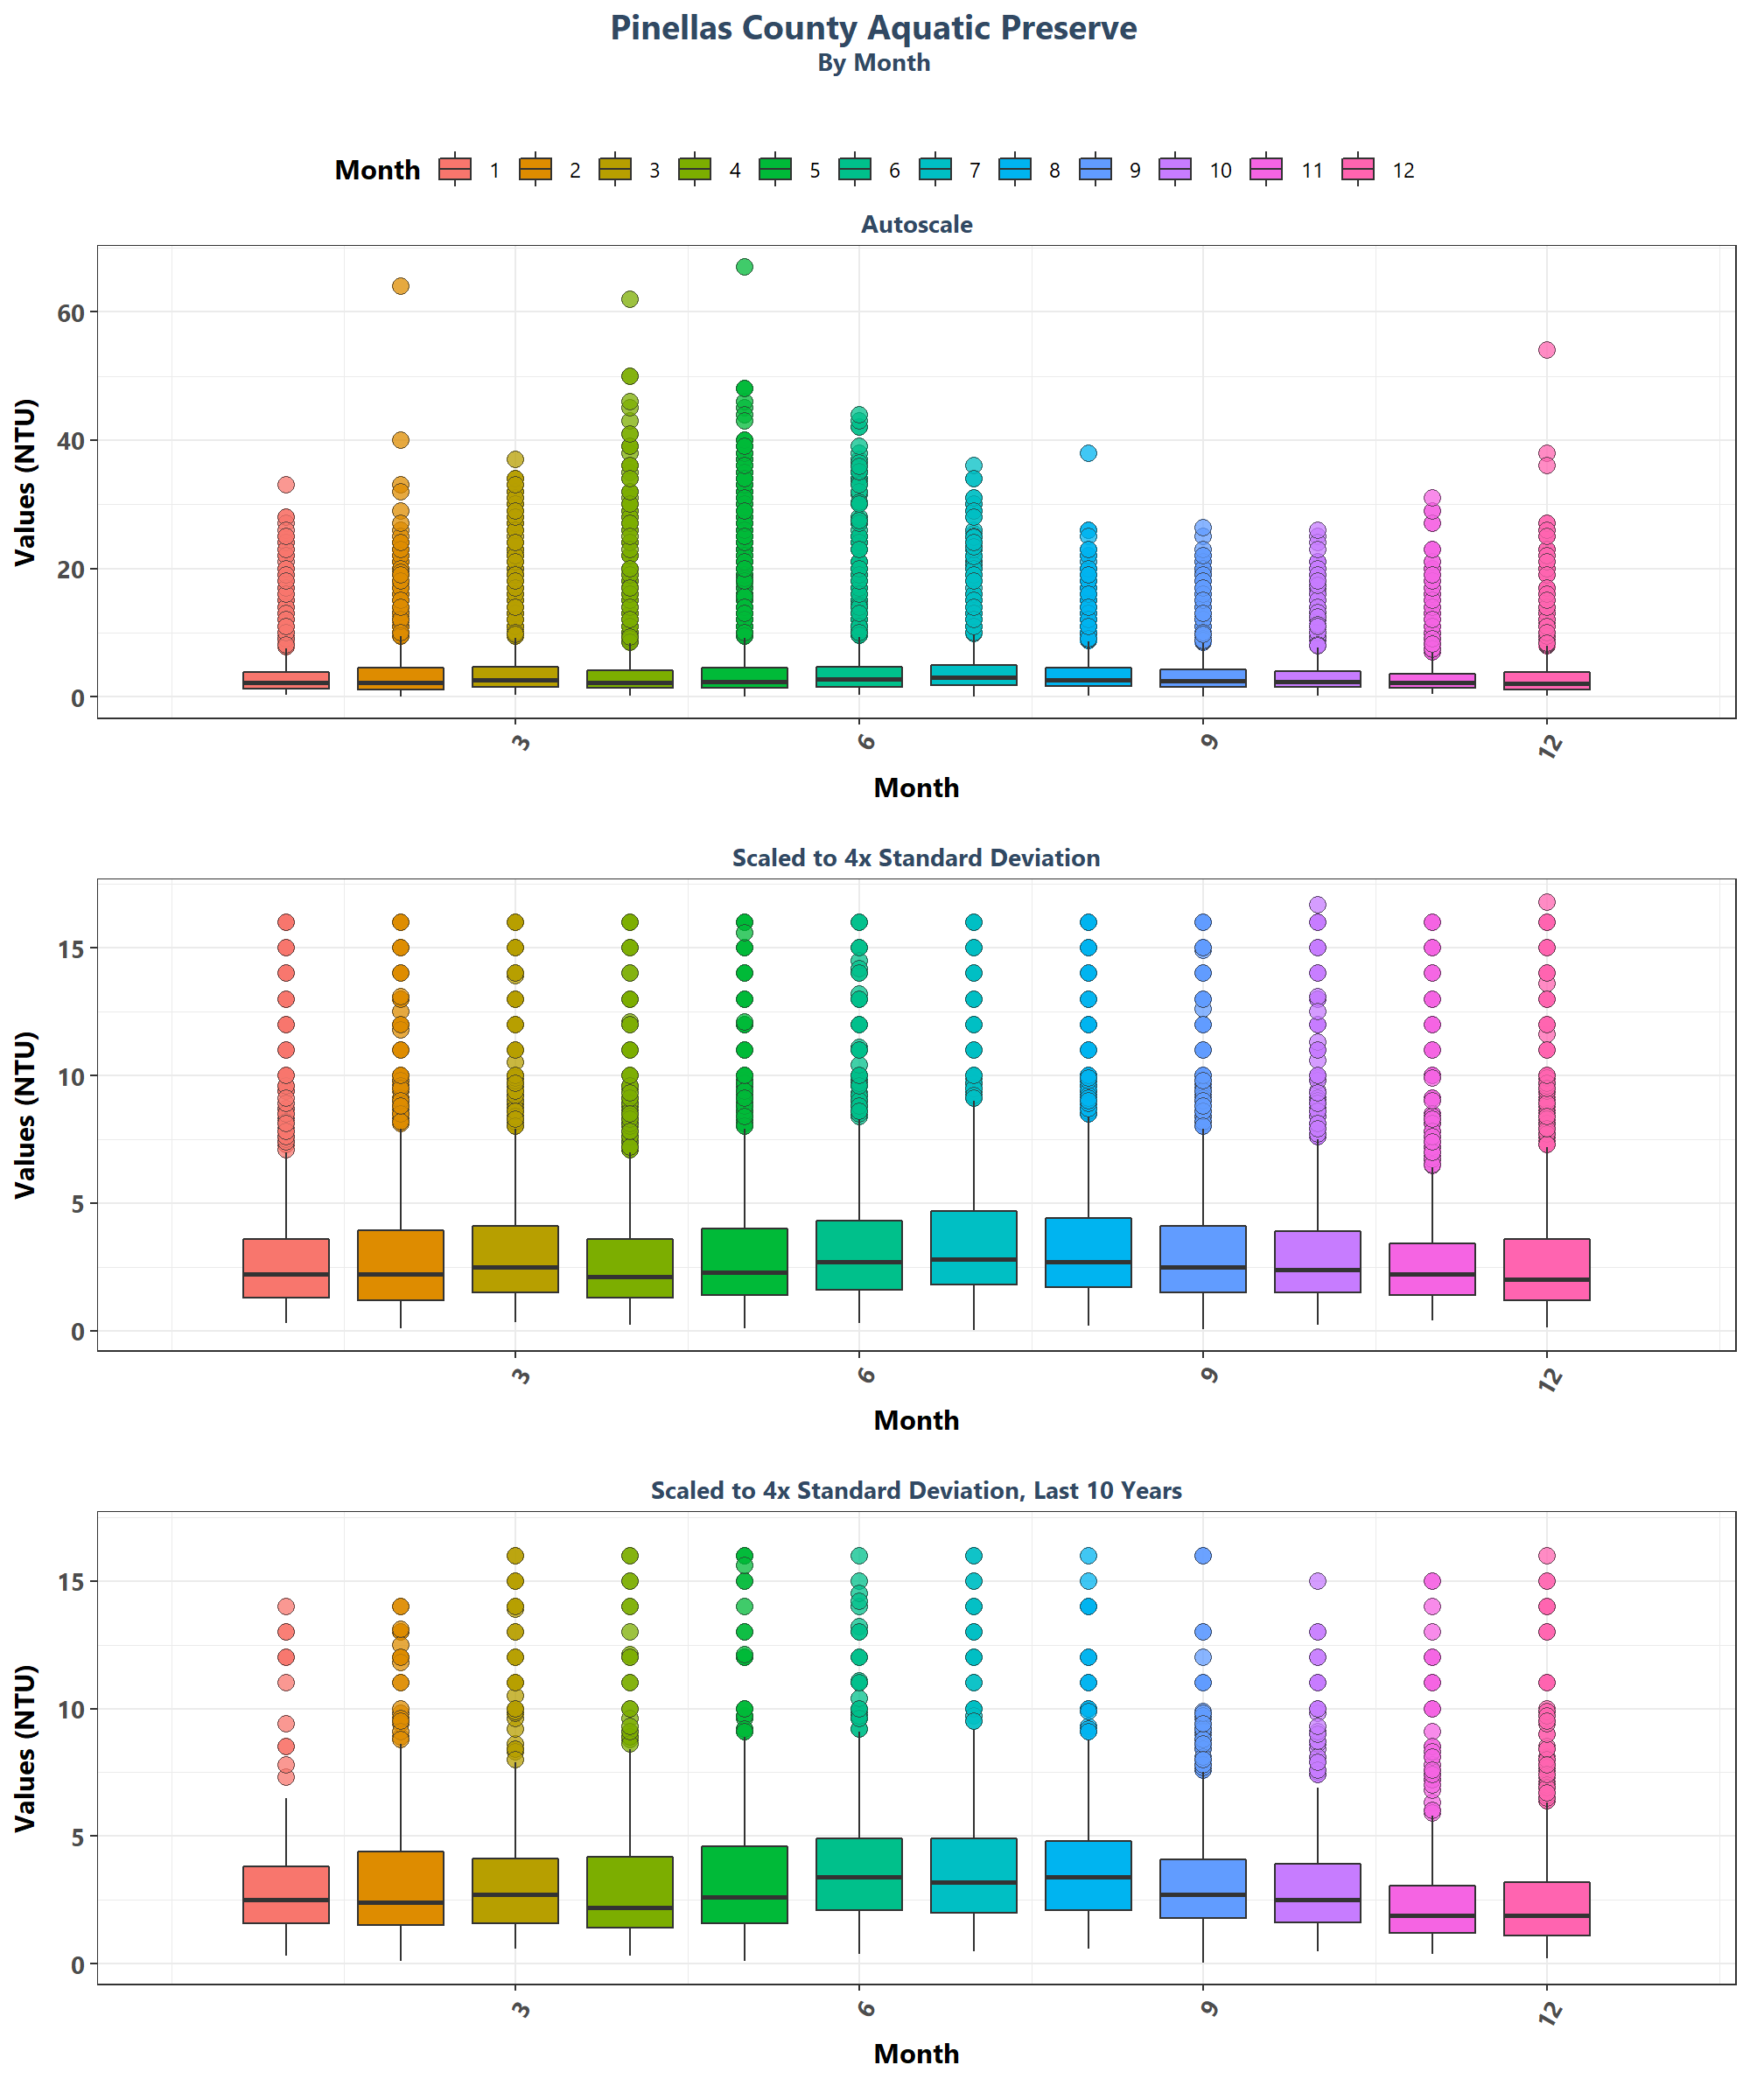 Pinellas County Aquatic Preserve
By Month
Month 1 2 3 4 5 6 7 8 9 10 11 12
Autoscale
Values (NTU)
60
40
20
0
3 6 9 12
Month
Scaled to 4x Standard Deviation
Values (NTU)
15
10
5
0
3 6 9 12
Month
Scaled to 4x Standard Deviation, Last 10 Years
Values (NTU)
15
10
5
0
3 6 9 12
Month